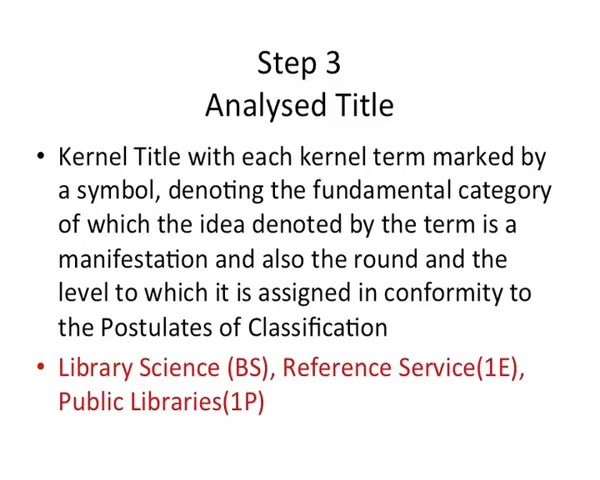 Step 3
Analysed Title
• Kernel Title with each kernel term marked by
a symbol, denoting the fundamental category
of which the idea denoted by the term is a
manifestation and also the round and the
level to which it is assigned in conformity to
the Postulates of Classification
• Library Science (BS), Reference Service(1E),
Public Libraries(1P)